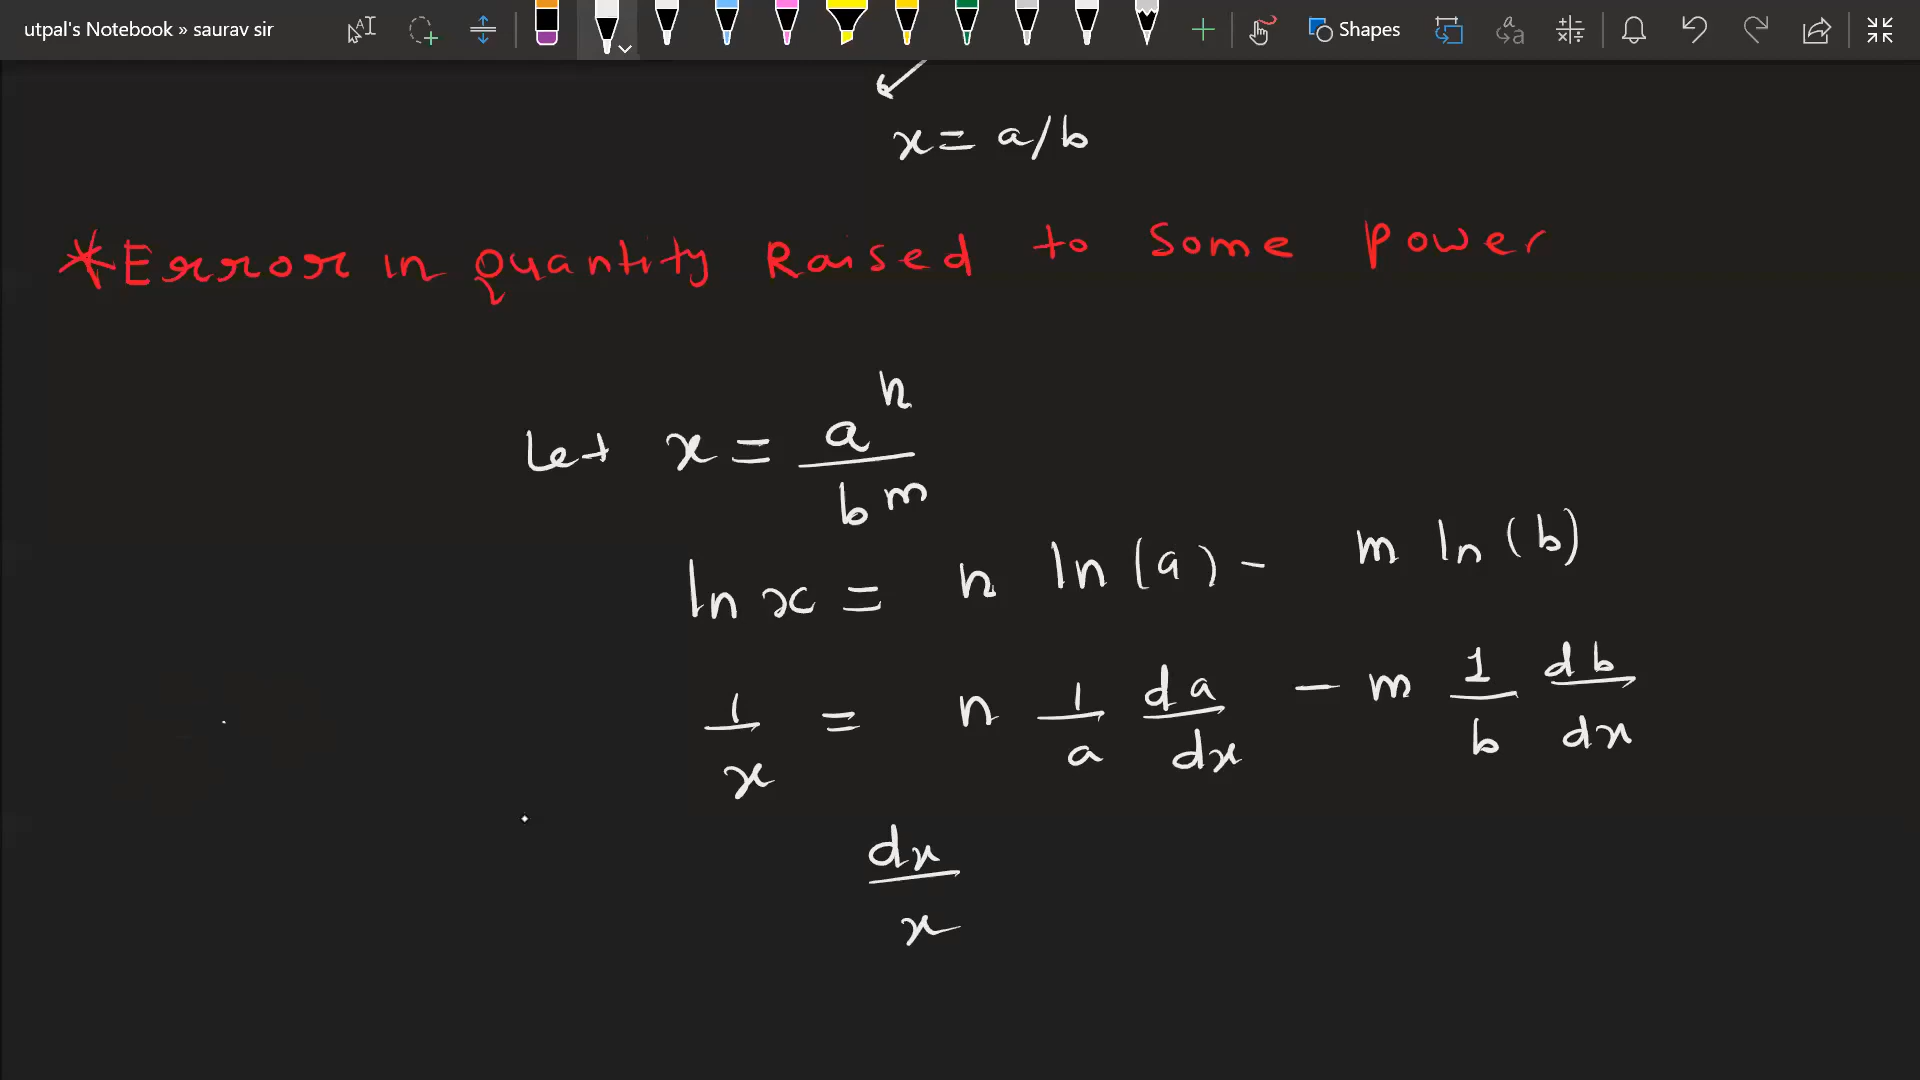 utpal's Notebook » saurav sir
Shapes
x = a/b
*Error in quantity Raised to Some Power
Let x = a^n / b^m
ln x = n ln (a) - m ln (b)
1/x = n 1/a da/dx - m 1/b db/dx
dx/x